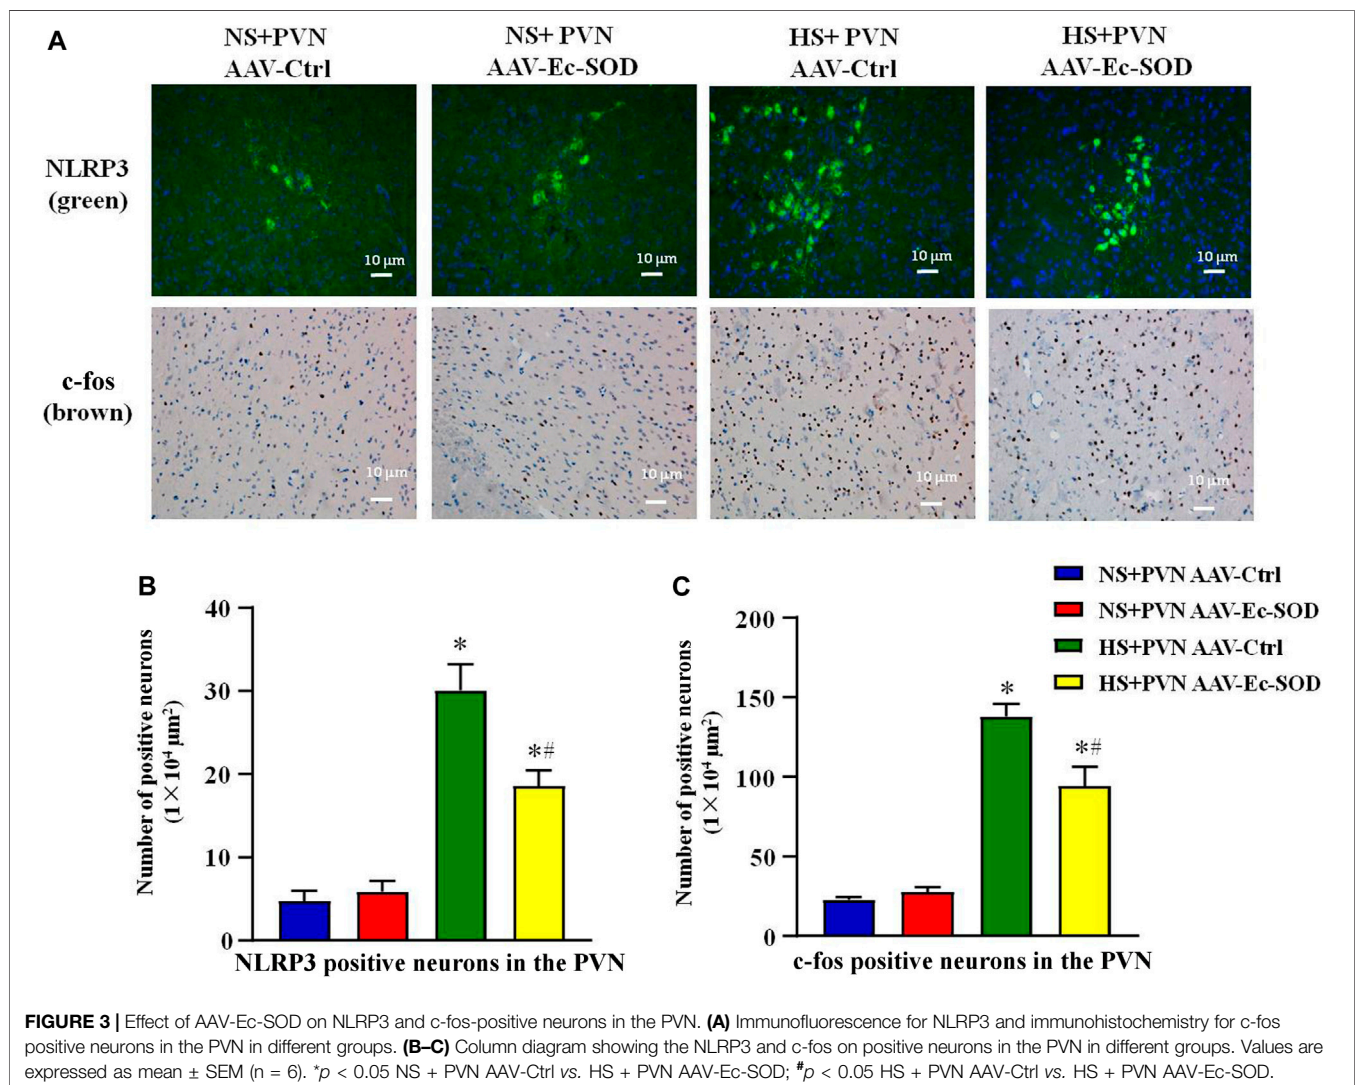 A
NS+PVN
AAV-Ctrl
NS+ PVN
AAV-Ec-SOD
HS+ PVN
AAV-Ctrl
HS+PVN
AAV-Ec-SOD
NLRP3
(green)
10 μm
10 μm
10 μm
10 μm
c-fos
(brown)
10 μm
10 μm
10 μm
10 μm
B
Number of positive neurons
(1×10⁴ μm²)
40
30
20
10
0
*
*#
NLRP3 positive neurons in the PVN
C
Number of positive neurons
(1×10⁴ μm²)
200
150
100
50
0
*
*#
c-fos positive neurons in the PVN
NS+PVN AAV-Ctrl
NS+PVN AAV-Ec-SOD
HS+PVN AAV-Ctrl
HS+PVN AAV-Ec-SOD
FIGURE 3 | Effect of AAV-Ec-SOD on NLRP3 and c-fos-positive neurons in the PVN. (A) Immunofluorescence for NLRP3 and immunohistochemistry for c-fos
positive neurons in the PVN in different groups. (B–C) Column diagram showing the NLRP3 and c-fos on positive neurons in the PVN in different groups. Values are
expressed as mean ± SEM (n = 6). *p < 0.05 NS + PVN AAV-Ctrl vs. HS + PVN AAV-Ec-SOD; #p < 0.05 HS + PVN AAV-Ctrl vs. HS + PVN AAV-Ec-SOD.